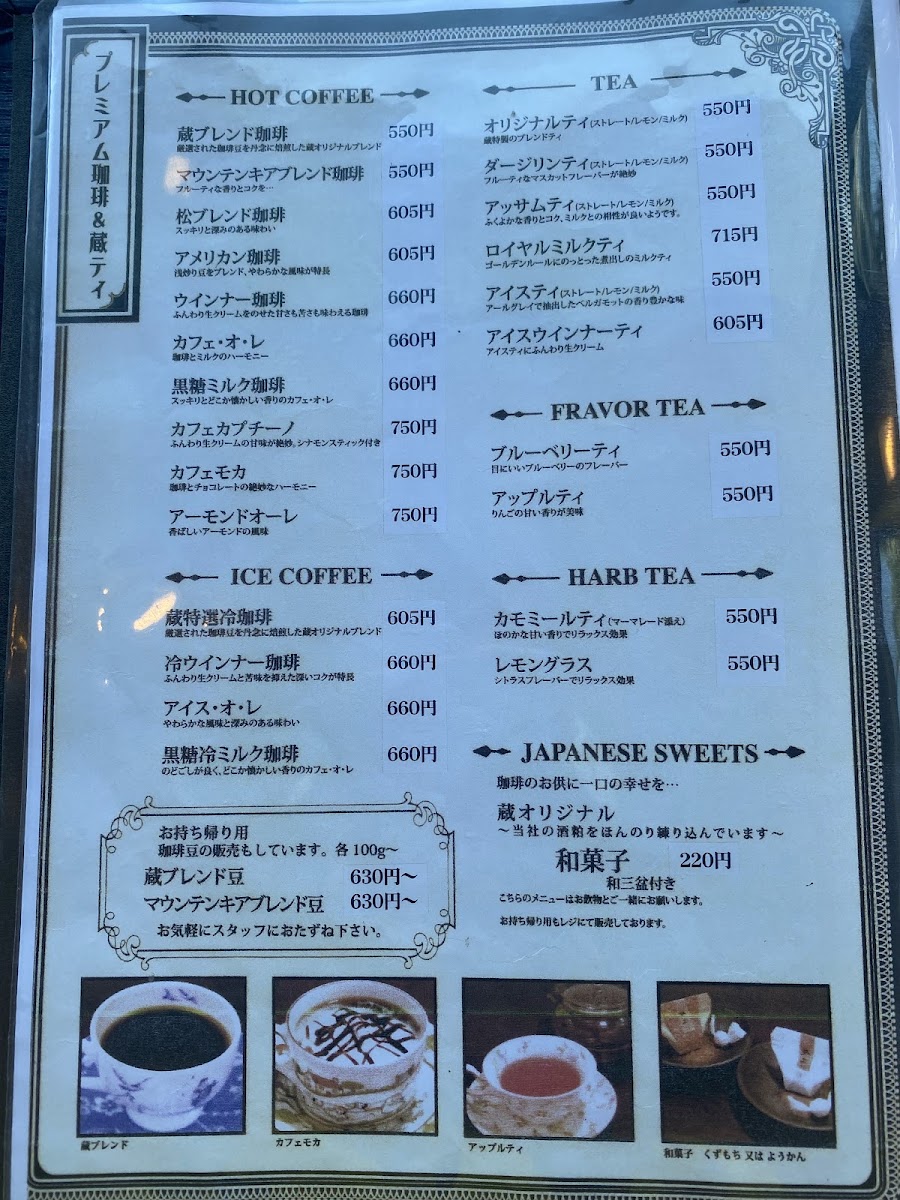 プレミアム珈琲&蔵ティ
HOT COFFEE
蔵ブレンド珈琲 550円
厳選された珈琲豆を丹念に焙煎した蔵オリジナルブレンド
マウンテンキアブレンド珈琲 550円
フルーティな香りとコクを…
松ブレンド珈琲 605円
スッキリと深みのある味わい
アメリカン珈琲 605円
浅炒り豆をブレンド、やわらかな風味が特長
ウインナー珈琲 660円
ふんわり生クリームをのせた甘さも苦さも味わえる珈琲
カフェ・オ・レ 660円
珈琲とミルクのハーモニー
黒糖ミルク珈琲 660円
スッキリとどこか懐かしい香りのカフェ・オ・レ
カフェカプチーノ 750円
ふんわり生クリームの甘味が絶妙。シナモンスティック付き
カフェモカ 750円
珈琲とチョコレートの絶妙なハーモニー
アーモンドオーレ 750円
香ばしいアーモンドの風味
ICE COFFEE
蔵特選冷珈琲 605円
厳選された珈琲豆を丹念に焙煎した蔵オリジナルブレンド
冷ウインナー珈琲 660円
ふんわり生クリームと苦味を抑えた深いコクが特長
アイス・オ・レ 660円
やわらかな風味と深みのある味わい
黒糖冷ミルク珈琲 660円
のどごしが良く、どこか懐かしい香りのカフェ・オ・レ
お持ち帰り用
珈琲豆の販売もしています。各100g〜
蔵ブレンド豆 630円〜
マウンテンキアブレンド豆 630円〜
お気軽にスタッフにおたずね下さい。
TEA
オリジナルティ(ストレート/レモン/ミルク) 550円
蔵特製のブレンドティ
ダージリンティ(ストレート/レモン/ミルク) 550円
フルーティなマスカットフレーバーが絶妙
アッサムティ(ストレート/レモン/ミルク) 550円
ふくよかな香りとコク、ミルクとの相性が良いようです。
ロイヤルミルクティ 715円
ゴールデンルールにのっとった煮出しのミルクティ
アイスティ(ストレート/レモン/ミルク) 550円
アールグレイで抽出したベルガモットの香り豊かな味
アイスウインナーティ 605円
アイスティにふんわり生クリーム
FRAVOR TEA
ブルーベリーティ 550円
目にいいブルーベリーのフレーバー
アップルティ 550円
りんごの甘い香りが美味
HARB TEA
カモミールティ(マーマレード添え) 550円
ほのかな甘い香りでリラックス効果
レモングラス 550円
シトラスフレーバーでリラックス効果
JAPANESE SWEETS
珈琲のお供に一口の幸せを…
蔵オリジナル
〜当社の酒粕をほんのり練り込んでいます〜
和菓子 220円
和三盆付き
こちらのメニューはお飲物とご一緒にお願いします。
お持ち帰り用もレジにて販売しております。
蔵ブレンド
カフェモカ
アップルティ
和菓子 くずもち 又は ようかん